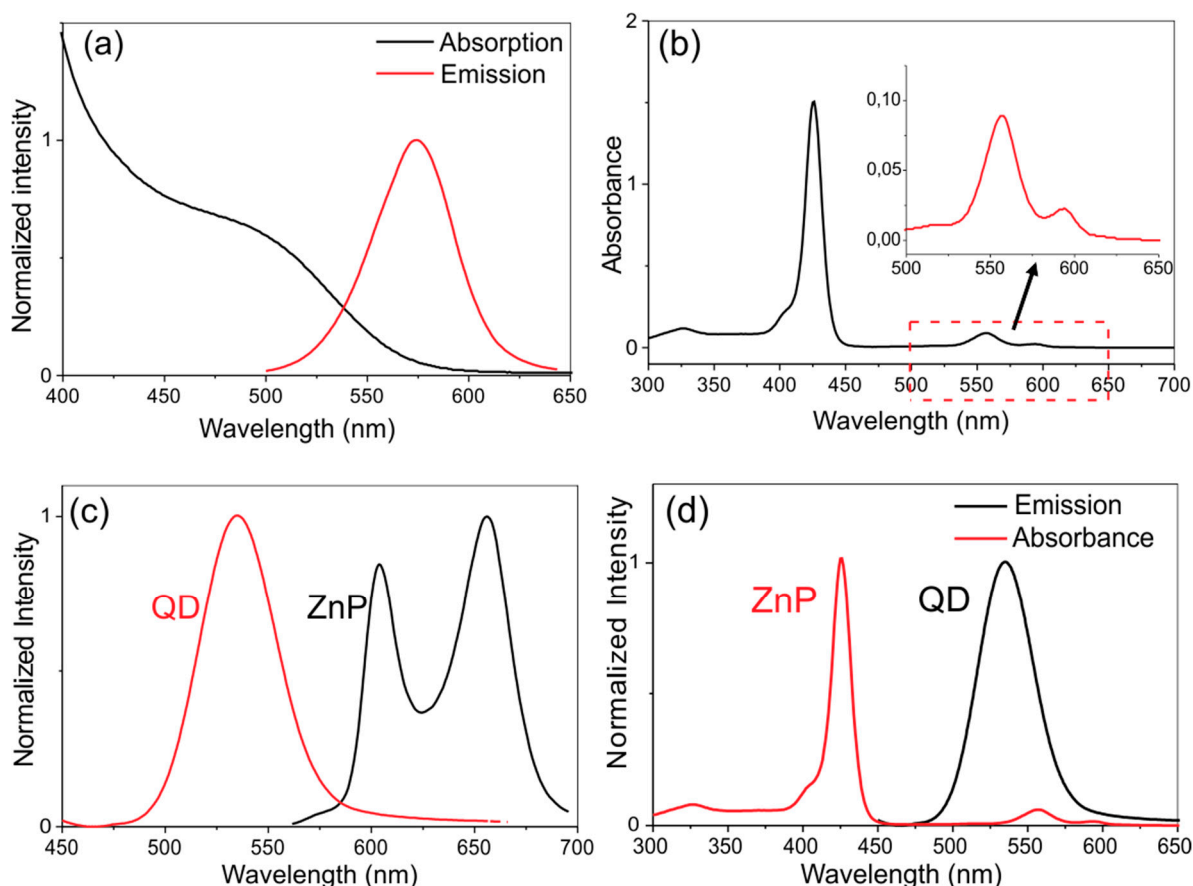 (a)
Absorption
Emission
Normalized intensity
1
0
400 450 500 550 600 650
Wavelength (nm)
(b)
Absorbance
2
1
0
300 350 400 450 500 550 600 650 700
Wavelength (nm)
0,10
0.05
0,00
500 550 600 650
(c)
QD
ZnP
Normalized Intensity
1
0
450 500 550 600 650 700
Wavelength (nm)
(d)
Emission
Absorbance
ZnP
QD
Normalized Intensity
1
0
300 350 400 450 500 550 600 650
Wavelength (nm)